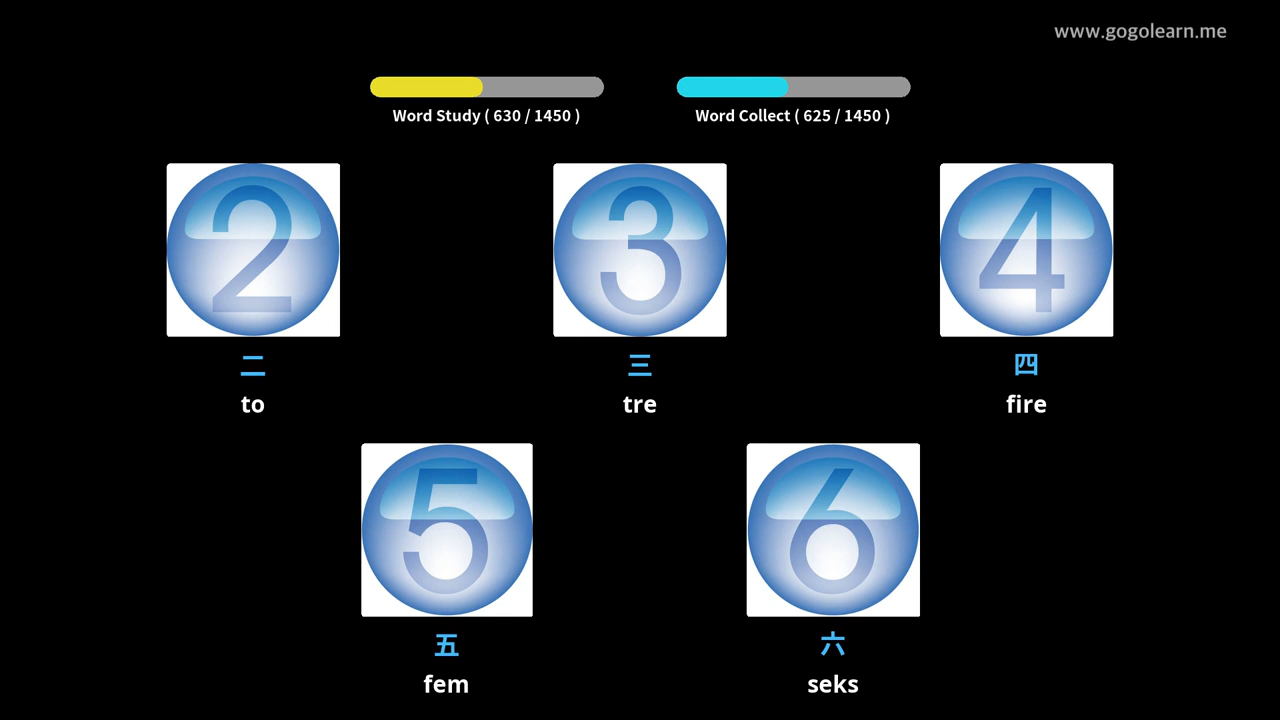 www.gogolearn.me
Word Study ( 630 / 1450 )
Word Collect ( 625 / 1450 )
2
3
4
二
三
四
to
tre
fire
5
6
五
六
fem
seks